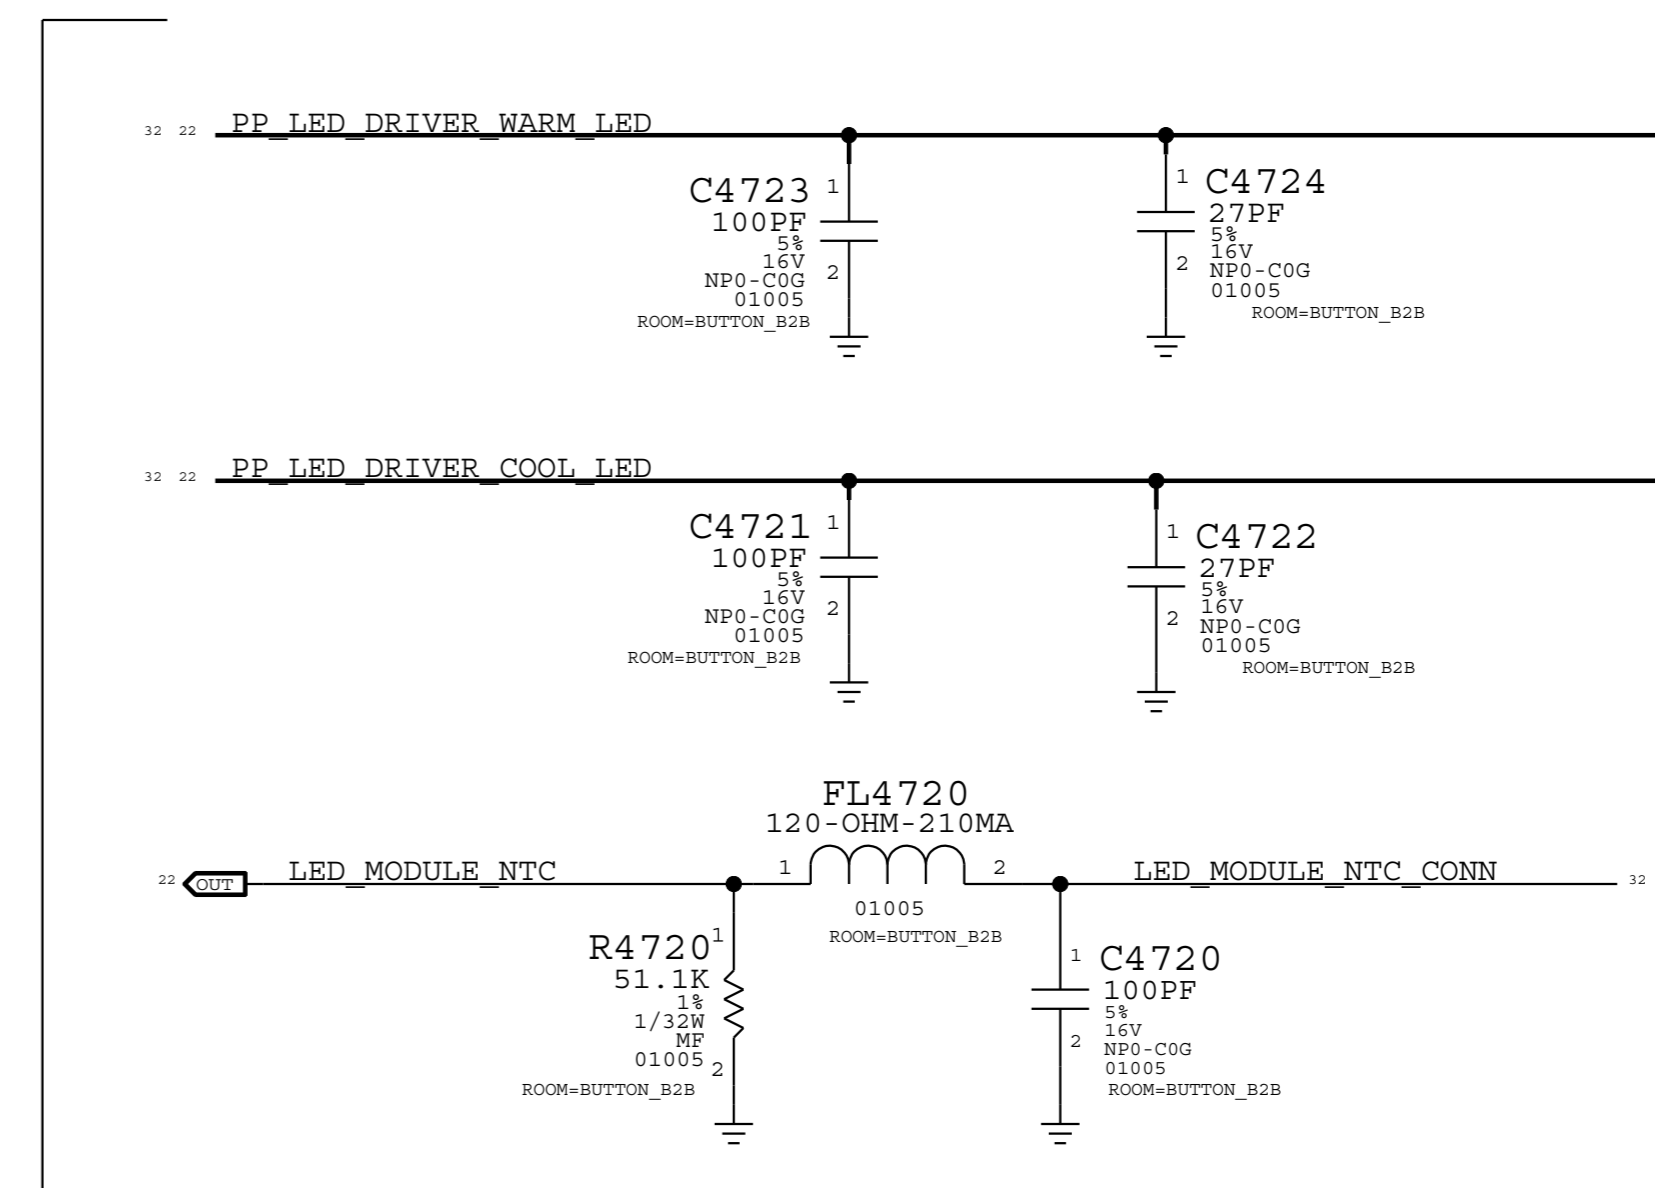 32 22 PP_LED_DRIVER_WARM_LED
C4723 1
100PF
5%
16V
NP0-C0G
01005
2
ROOM=BUTTON_B2B
1 C4724
27PF
5%
16V
NP0-C0G
01005
2
ROOM=BUTTON_B2B
32 22 PP_LED_DRIVER_COOL_LED
C4721 1
100PF
5%
16V
NP0-C0G
01005
2
ROOM=BUTTON_B2B
1 C4722
27PF
5%
16V
NP0-C0G
01005
2
ROOM=BUTTON_B2B
FL4720
120-OHM-210MA
22 OUT LED_MODULE_NTC 1 2 LED_MODULE_NTC_CONN 32
01005
ROOM=BUTTON_B2B
R4720 1
51.1K
1%
1/32W
MF
01005 2
ROOM=BUTTON_B2B
1 C4720
100PF
5%
16V
2 NP0-C0G
01005
ROOM=BUTTON_B2B